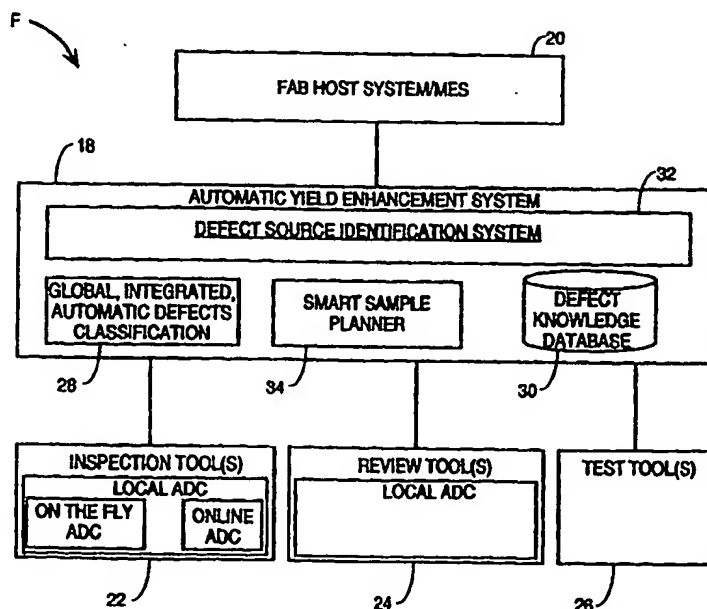 F
20
FAB HOST SYSTEM/MES
18
32
AUTOMATIC YIELD ENHANCEMENT SYSTEM
DEFECT SOURCE IDENTIFICATION SYSTEM
GLOBAL, INTEGRATED,
AUTOMATIC DEFECTS
CLASSIFICATION
SMART SAMPLE
PLANNER
DEFECT
KNOWLEDGE
DATABASE
28
34
30
INSPECTION TOOL(S)
LOCAL ADC
ON THE FLY
ADC
ONLINE
ADC
REVIEW TOOL(S)
LOCAL ADC
TEST TOOL(S)
22
24
26